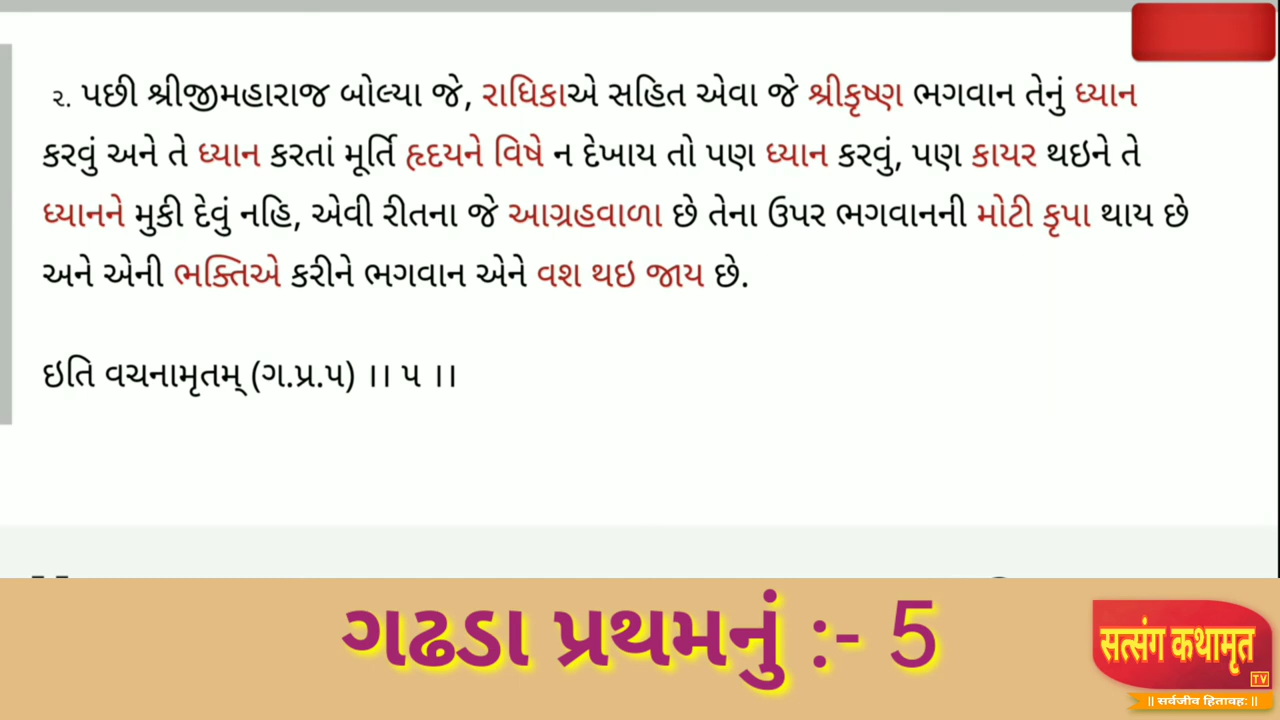 ૨. પછી શ્રીજીમહારાજ બોલ્યા જે, રાધિકાએ સહિત એવા જે શ્રીકૃષ્ણ ભગવાન તેનું ધ્યાન
કરવું અને તે ધ્યાન કરતાં મૂર્તિ હૃદયને વિષે ન દેખાય તો પણ ધ્યાન કરવું, પણ કાયર થઇને તે
ધ્યાનને મુકી દેવું નહિ, એવી રીતના જે આગ્રહવાળા છે તેના ઉપર ભગવાનની મોટી કૃપા થાય છે
અને એની ભક્તિએ કરીને ભગવાન એને વશ થઇ જાય છે.
ઇતિ વચનામૃતમ્ (ગ.પ્ર.૫) ।। ૫ ।।
ગઢડા પ્રથમનું :- 5
सत्संग कथामृत
TV
॥ सर्वजीव हितावहः ॥